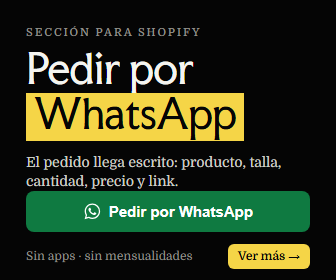 SECCIÓN PARA SHOPIFY
Pedir por
WhatsApp
El pedido llega escrito: producto, talla,
cantidad, precio y link.
Pedir por WhatsApp
Sin apps · sin mensualidades
Ver más →